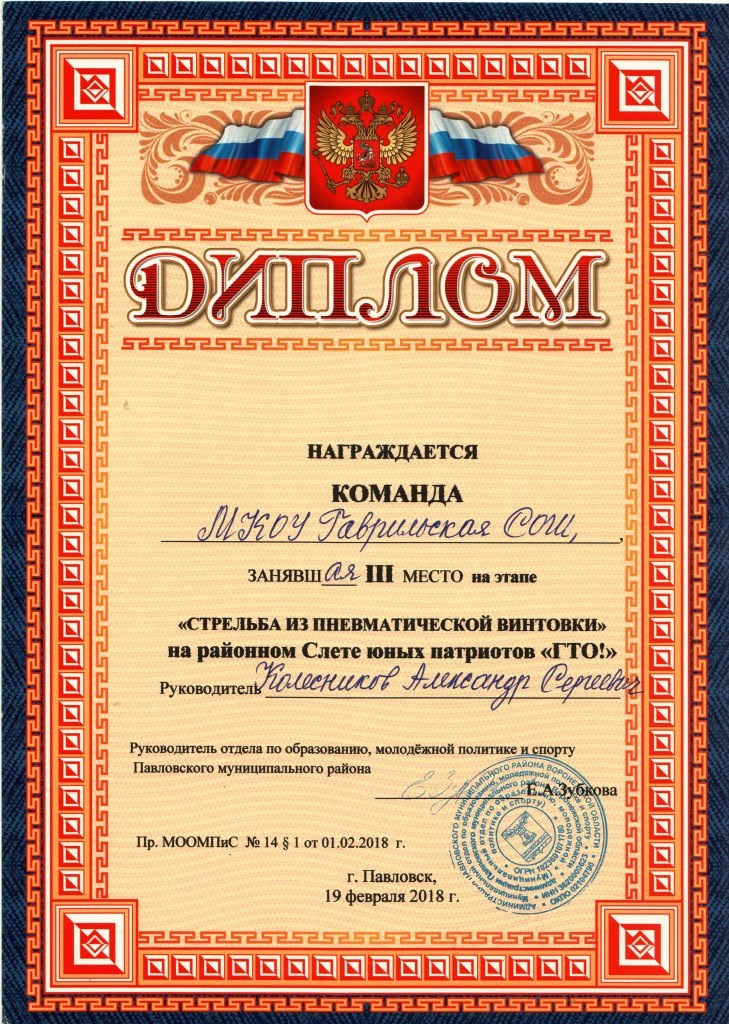 ДИПЛОМ
НАГРАЖДАЕТСЯ
КОМАНДА
МКОУ Гаврильская СОШ,
ЗАНЯВШАЯ III МЕСТО на этапе
«СТРЕЛЬБА ИЗ ПНЕВМАТИЧЕСКОЙ ВИНТОВКИ»
на районном Слете юных патриотов «ГТО!»
Руководитель Колесников Александр Сергеевич
Руководитель отдела по образованию, молодёжной политике и спорту
Павловского муниципального района
Е.А.Зубкова
Пр. МООМПиС № 14 § 1 от 01.02.2018 г.
г. Павловск,
19 февраля 2018 г.